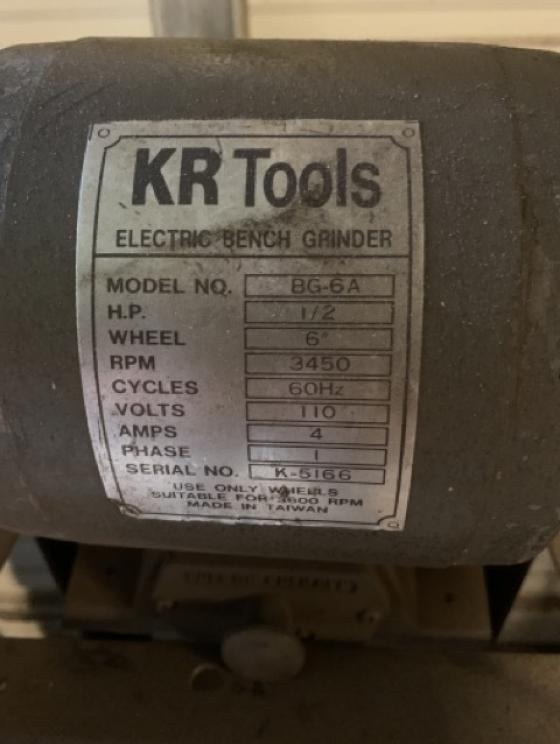 KR Tools
ELECTRIC BENCH GRINDER
MODEL NO. BG-6A
H.P. 1/2
WHEEL 6"
RPM 3450
CYCLES 60Hz
VOLTS 110
AMPS 4
PHASE 1
SERIAL NO. K-5166
USE ONLY WHEELS
SUITABLE FOR 3600 RPM
MADE IN TAIWAN